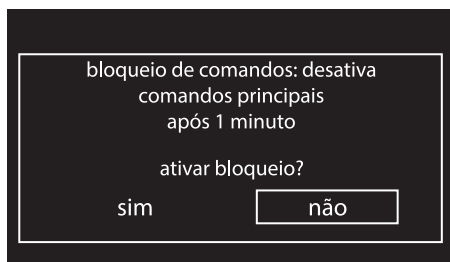 bloqueio de comandos: desativa
comandos principais
após 1 minuto
ativar bloqueio?
sim não